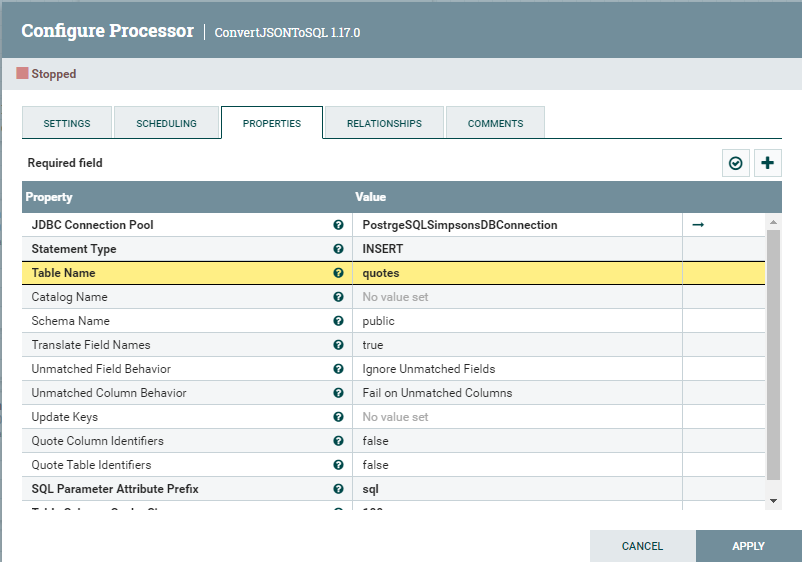 Configure Processor | ConvertJSONToSQL 1.17.0
Stopped
SETTINGS SCHEDULING PROPERTIES RELATIONSHIPS COMMENTS
Required field
Property Value
JDBC Connection Pool PostrgeSQLSimpsonsDBConnection
Statement Type INSERT
Table Name quotes
Catalog Name No value set
Schema Name public
Translate Field Names true
Unmatched Field Behavior Ignore Unmatched Fields
Unmatched Column Behavior Fail on Unmatched Columns
Update Keys No value set
Quote Column Identifiers false
Quote Table Identifiers false
SQL Parameter Attribute Prefix sql
CANCEL APPLY